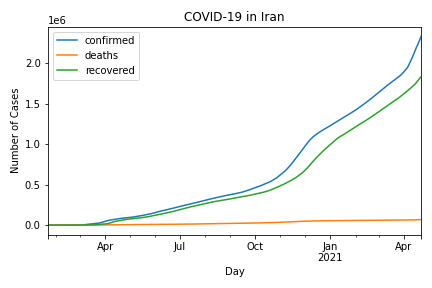 COVID-19 in Iran
1e6
confirmed
deaths
recovered
2.0
1.5
1.0
0.5
0.0
Number of Cases
Apr
Jul
Oct
Jan
2021
Apr
Day